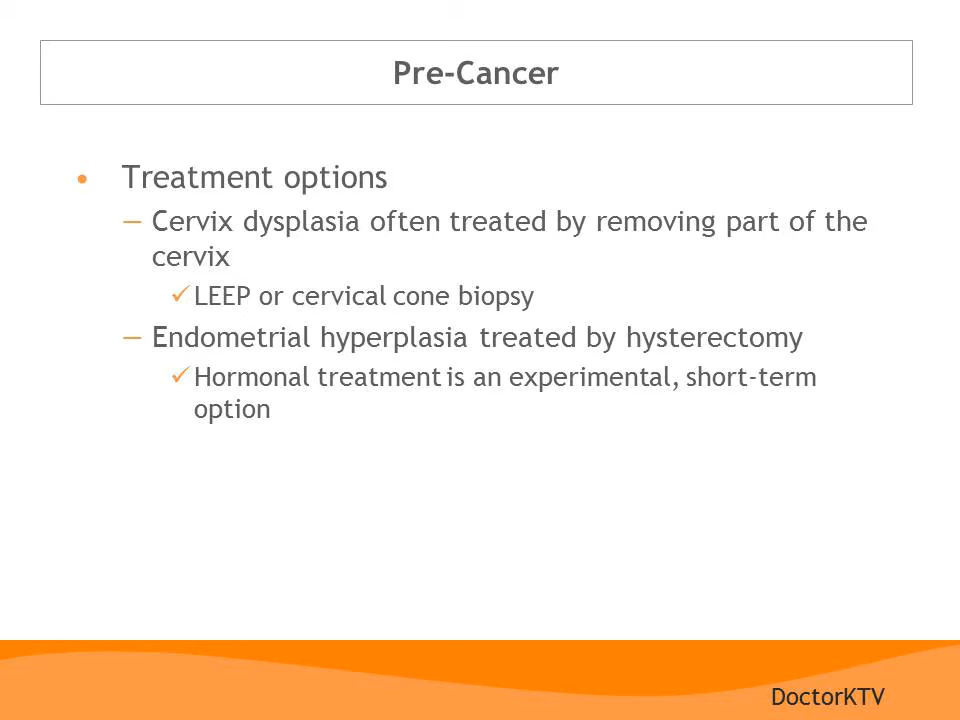 Pre-Cancer
• Treatment options
— Cervix dysplasia often treated by removing part of the
cervix
✓ LEEP or cervical cone biopsy
— Endometrial hyperplasia treated by hysterectomy
✓ Hormonal treatment is an experimental, short-term
option
DoctorKTV